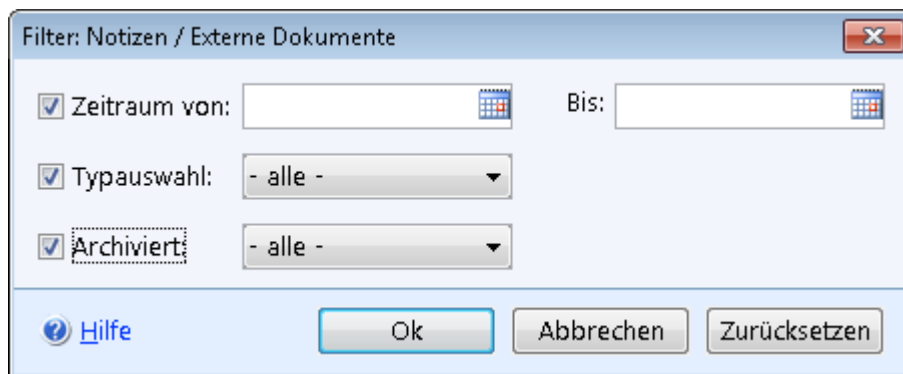 Filter: Notizen / Externe Dokumente
Zeitraum von: Bis:
Typauswahl: - alle -
Archiviert: - alle -
Hilfe Ok Abbrechen Zurücksetzen